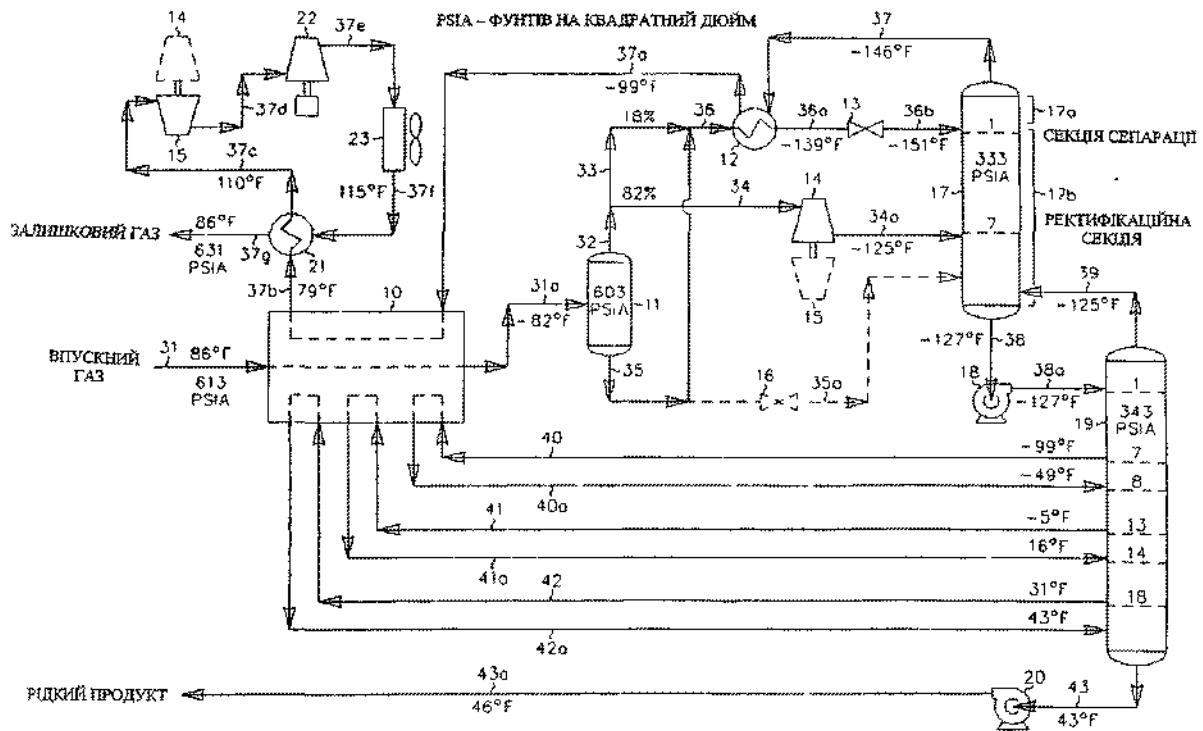 PSIA – ФУНТІВ НА КВАДРАТНИЙ ДЮЙМ
14
22
37e
37
-146°F
37a
-99°F
37d
15
23
18%
36
36a
13
36b
17a
1
СЕКЦІЯ СЕПАРАЦІЇ
12
-139°F
-151°F
37c
110°F
115°F
37f
33
82%
34
14
17
333
PSIA
17b
34a
-125°F
7
РЕКТИФІКАЦІЙНА
СЕКЦІЯ
ЗАЛИШКОВИЙ ГАЗ
86°F
631
PSIA
37g
21
32
37b
79°F
10
31a
-82°F
603
PSIA
11
15
39
-125°F
ВПУСКНИЙ
ГАЗ
31
86°F
613
PSIA
35
16
35a
-127°F
38
18
38a
-127°F
1
19
343
PSIA
40
-99°F
7
40a
-49°F
8
41
-5°F
13
41a
16°F
14
42
31°F
18
42a
43°F
РІДКИЙ ПРОДУКТ
43a
46°F
20
43
43°F